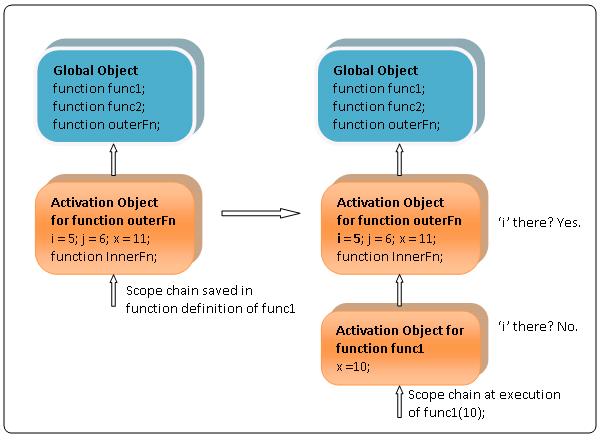 Global Object
function func1;
function func2;
function outerFn;
Activation Object
for function outerFn
i = 5; j = 6; x = 11;
function InnerFn;
Scope chain saved in
function definition of func1
Global Object
function func1;
function func2;
function outerFn;
Activation Object
for function outerFn
i = 5; j = 6; x = 11;
function InnerFn;
‘i’ there? Yes.
Activation Object for
function func1
x =10;
‘i’ there? No.
Scope chain at execution
of func1(10);